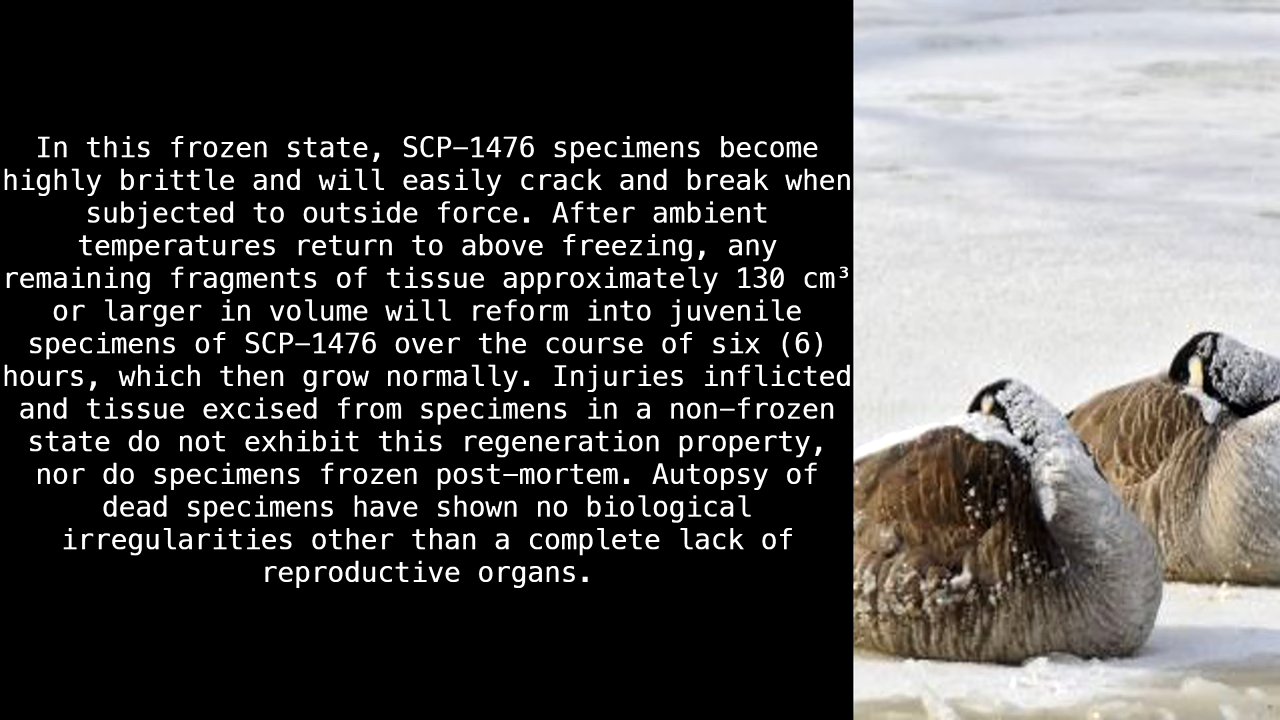 In this frozen state, SCP–1476 specimens become
highly brittle and will easily crack and break when
subjected to outside force. After ambient
temperatures return to above freezing, any
remaining fragments of tissue approximately 130 cm³
or larger in volume will reform into juvenile
specimens of SCP–1476 over the course of six (6)
hours, which then grow normally. Injuries inflicted
and tissue excised from specimens in a non–frozen
state do not exhibit this regeneration property,
nor do specimens frozen post–mortem. Autopsy of
dead specimens have shown no biological
irregularities other than a complete lack of
reproductive organs.